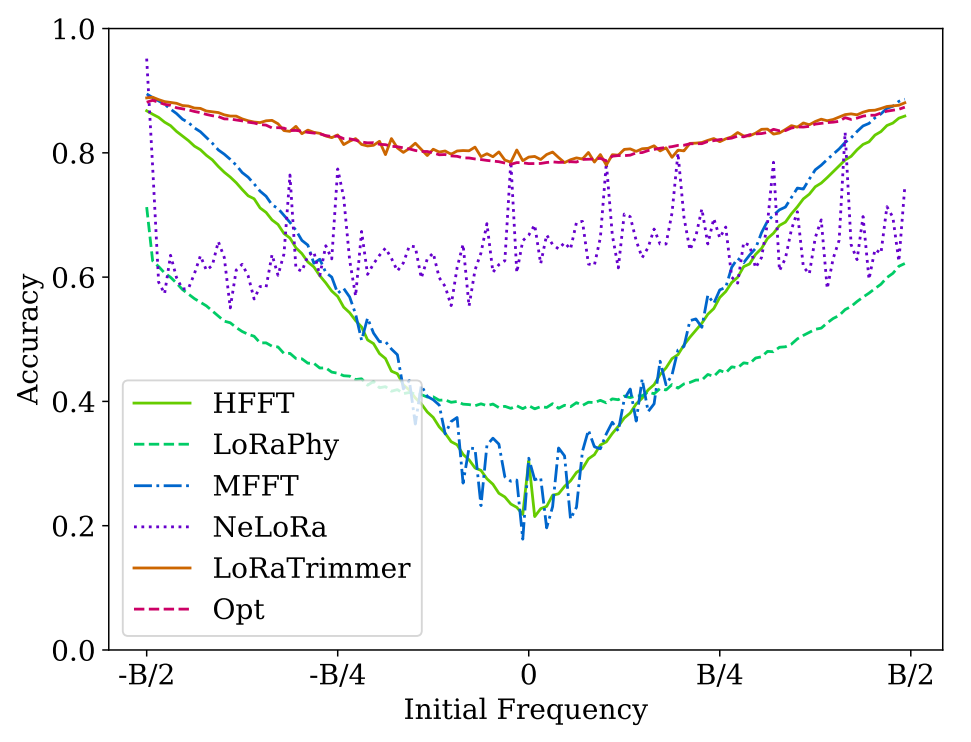 1.0
0.8
0.6
0.4
0.2
0.0
Accuracy
HFFT
LoRaPhy
MFFT
NeLoRa
LoRaTrimmer
Opt
-B/2
-B/4
0
B/4
B/2
Initial Frequency